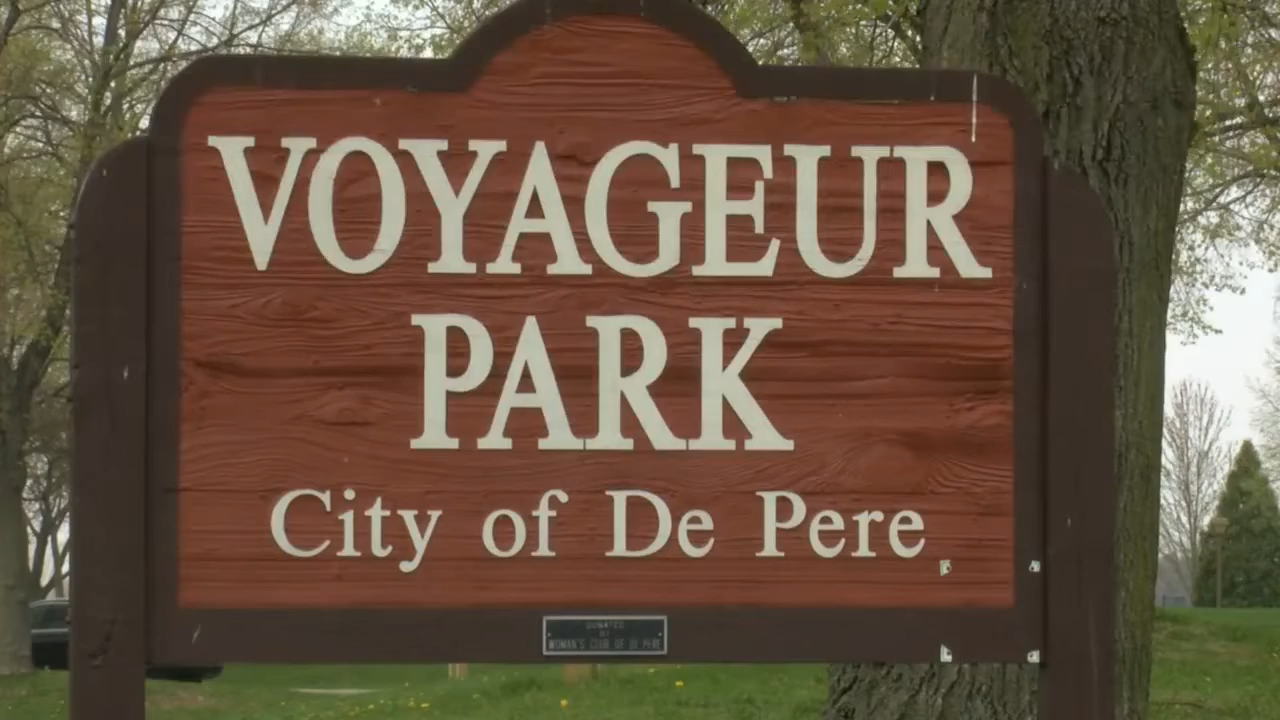 VOYAGEUR
PARK
City of De Pere
DONATED
BY
WOMAN'S CLUB OF DE PERE